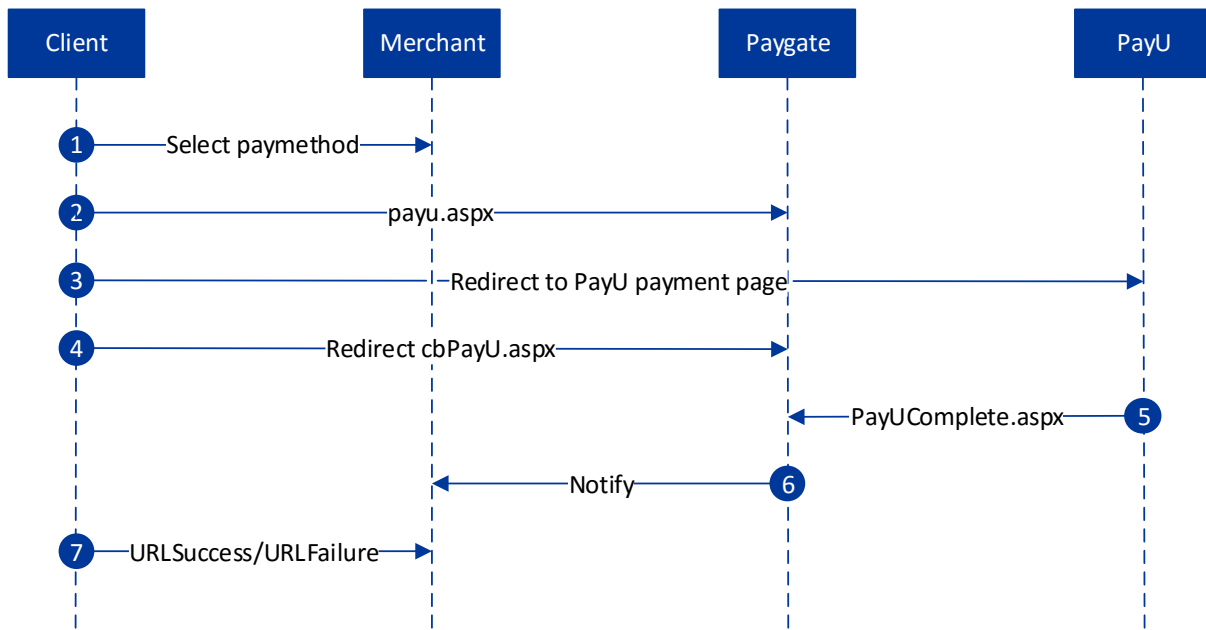 Client
Merchant
Paygate
PayU
1
Select paymethod
2
payu.aspx
3
Redirect to PayU payment page
4
Redirect cbPayU.aspx
PayUComplete.aspx
5
Notify
6
7
URLSuccess/URLFailure